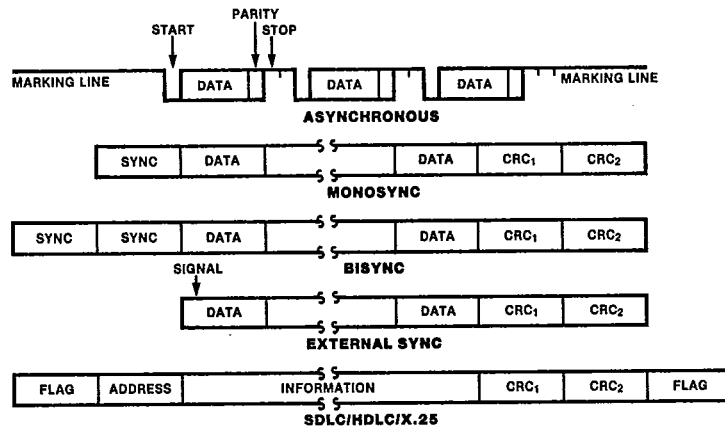 PARITY
START STOP
MARKING LINE DATA DATA DATA MARKING LINE
ASYNCHRONOUS
SYNC DATA DATA CRC1 CRC2
MONOSYNC
SYNC SYNC DATA DATA CRC1 CRC2
BISYNC
SIGNAL
DATA DATA CRC1 CRC2
EXTERNAL SYNC
FLAG ADDRESS INFORMATION CRC1 CRC2 FLAG
SDLC/HDLC/X.25